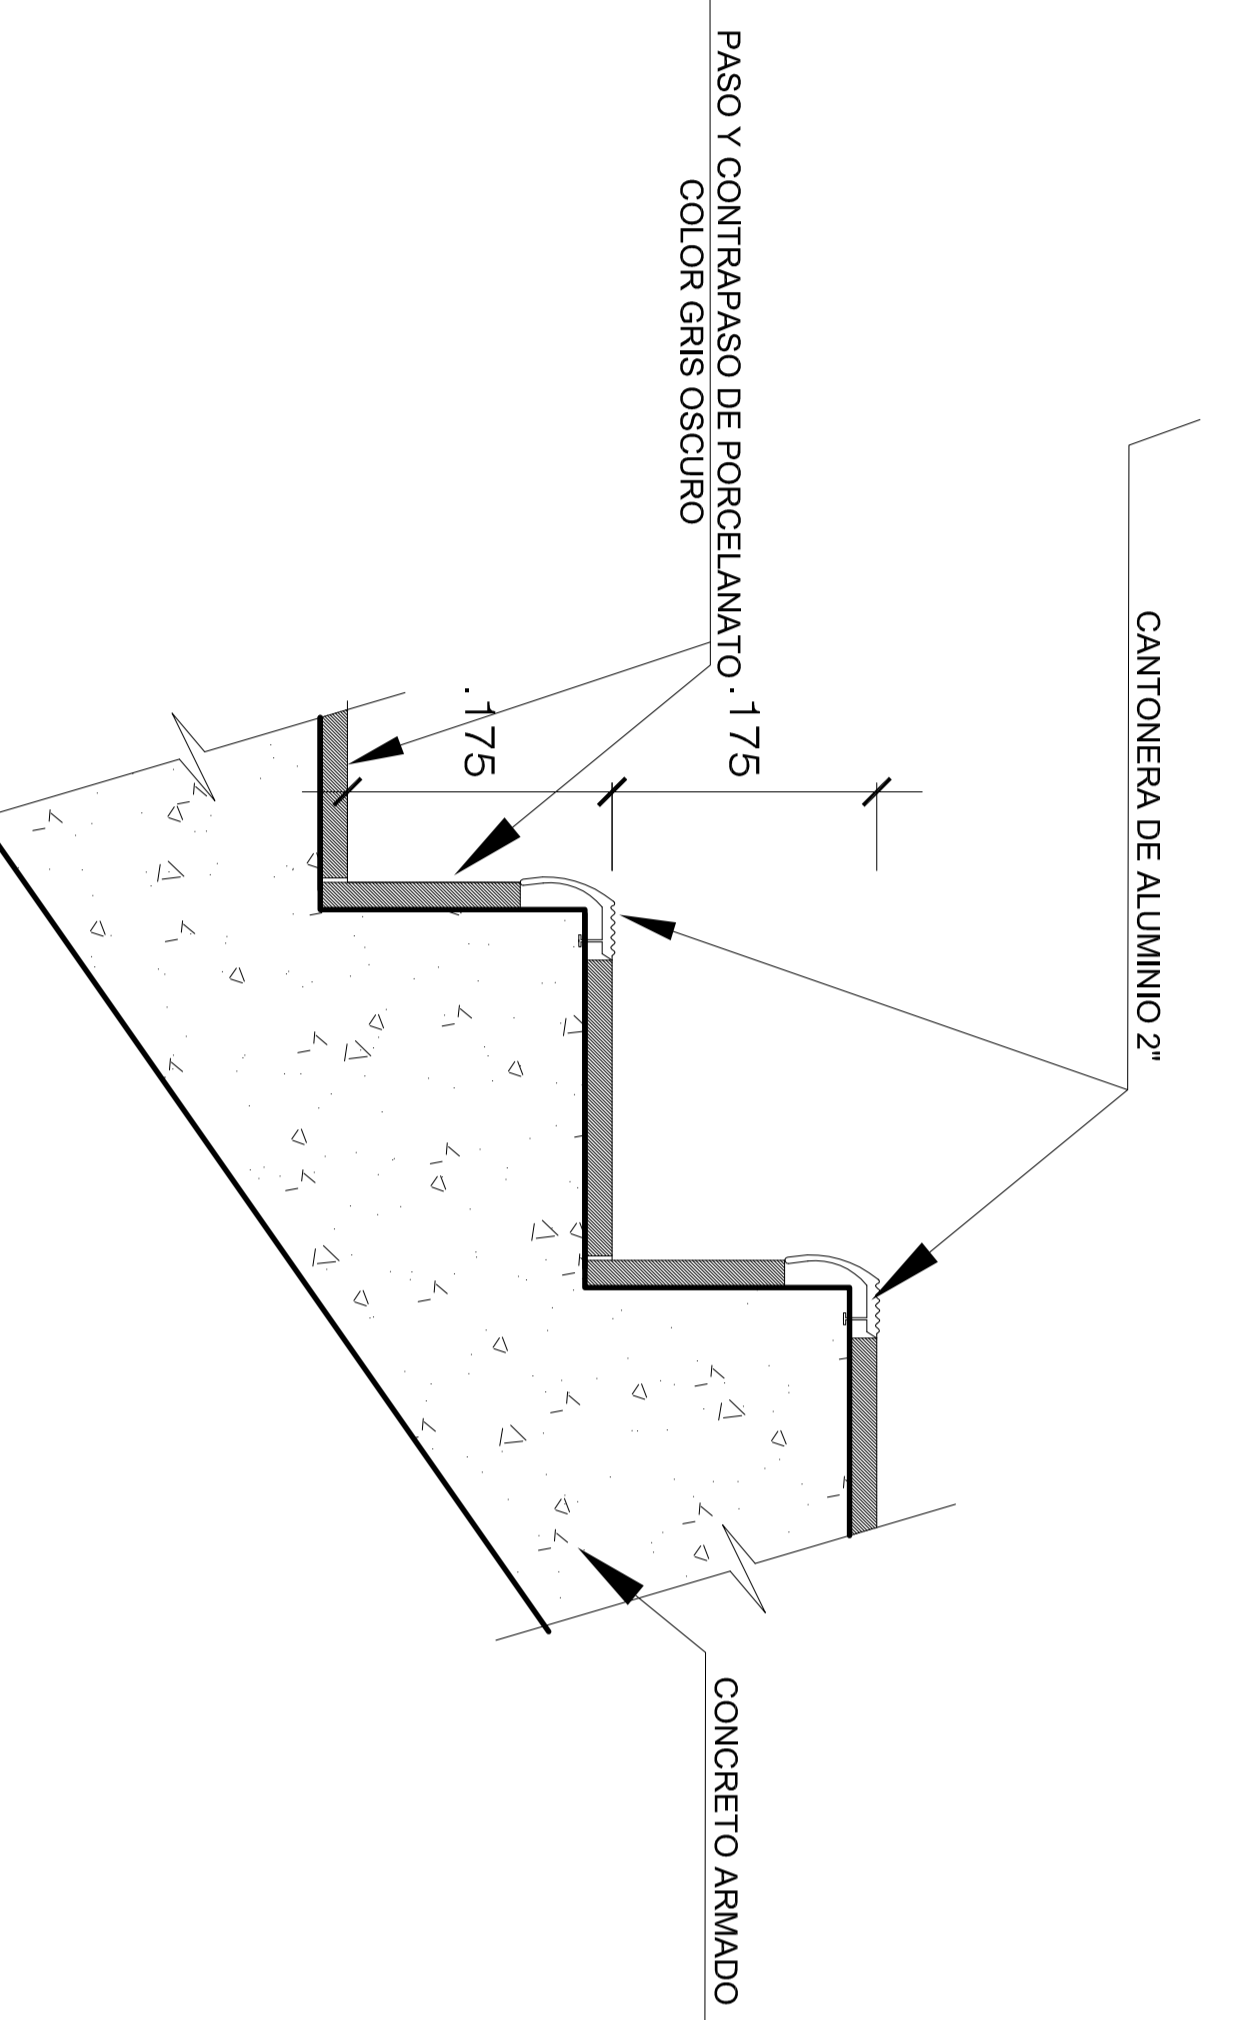 CANTONERA DE ALUMINIO 2"
PASO Y CONTRAPASO DE PORCELANATO
COLOR GRIS OSCURO
.175
.175
CONCRETO ARMADO